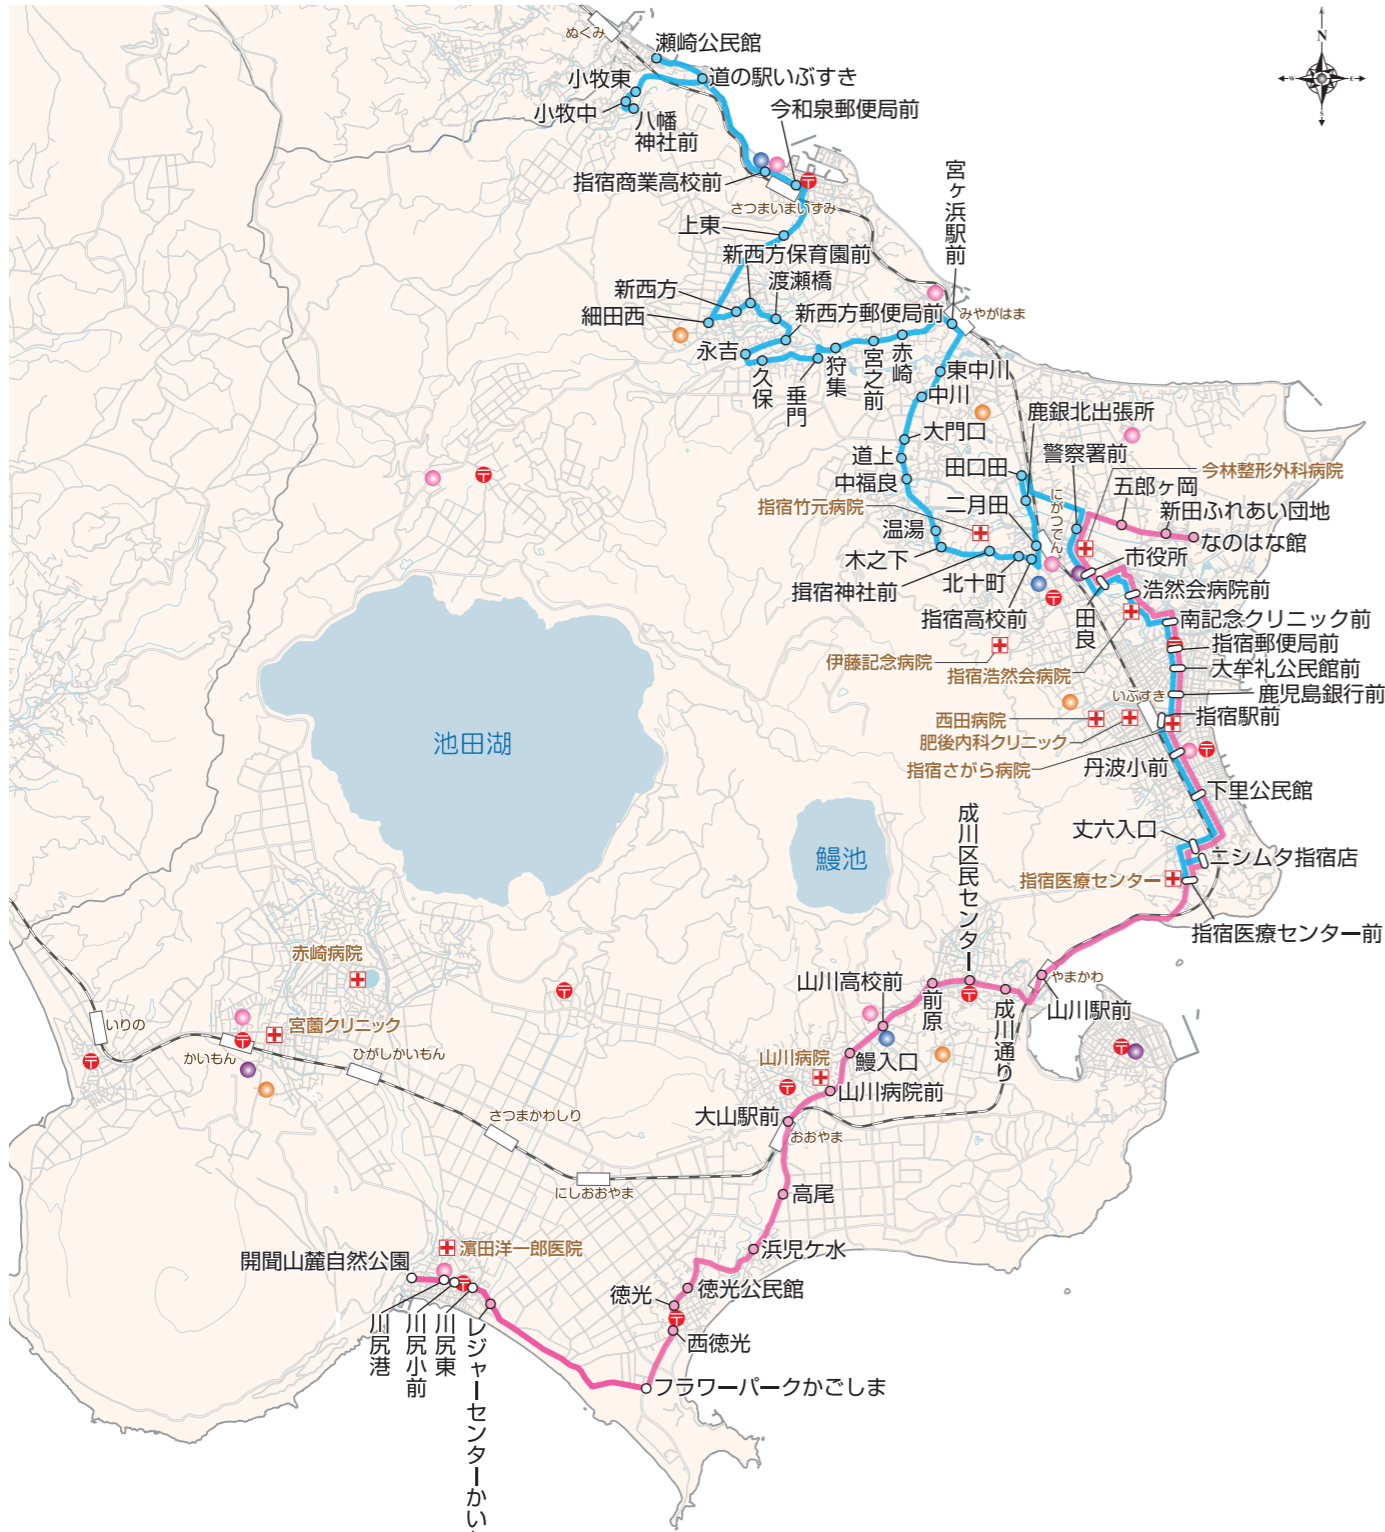 N
W
E
S
ぬくみ
瀬崎公民館
小牧東
道の駅いぶすき
小牧中
八幡
神社前
今和泉郵便局前
指宿商業高校前
さつまいまいずみ
宮ヶ浜駅前
上東
新西方保育園前
渡瀬橋
新西方
細田西
新西方郵便局前
みやがはま
永吉
久保
垂門
狩集
宮之前
赤崎
東中川
中川
鹿銀北出張所
大門口
警察署前
道上
田口田
今林整形外科病院
中福良
五郎ヶ岡
指宿竹元病院
二月田
にがつでん
新田ふれあい団地
温湯
なのはな館
木之下
市役所
揖宿神社前
北十町
浩然会病院前
指宿高校前
田良
南記念クリニック前
指宿郵便局前
伊藤記念病院
指宿浩然会病院
大牟礼公民館前
いぶすき
鹿児島銀行前
西田病院
指宿駅前
肥後内科クリニック
指宿さがら病院
丹波小前
池田湖
下里公民館
成川区民センター
丈六入口
鰻池
ニシムタ指宿店
指宿医療センター
指宿医療センター前
赤崎病院
山川高校前
前原
やまかわ
成川通り
山川駅前
いりの
宮薗クリニック
かいもん
ひがしかいもん
山川病院
鰻入口
山川病院前
さつまかわしり
大山駅前
おおやま
にしおおやま
高尾
開聞山麓自然公園
濵田洋一郎医院
浜児ケ水
徳光
徳光公民館
川尻港
川尻小前
川尻東
レジャーセンターかい
西徳光
フラワーパークかごしま